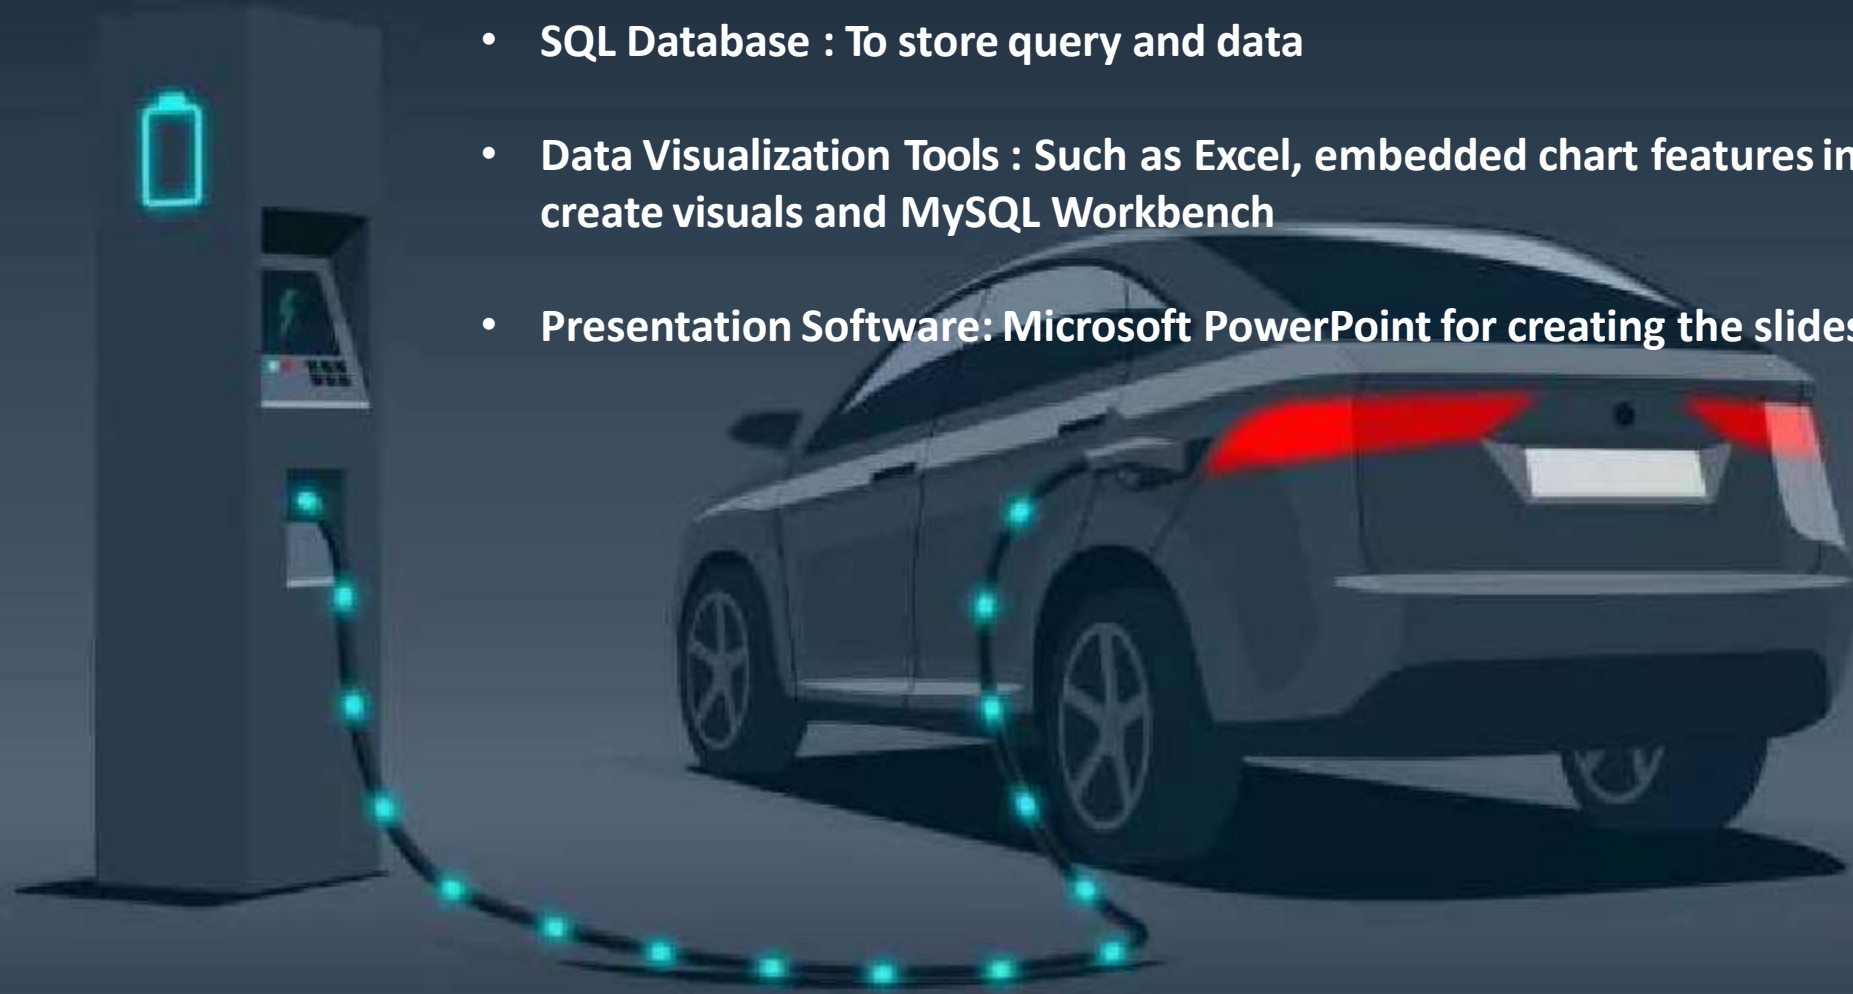 • SQL Database : To store query and data
• Data Visualization Tools : Such as Excel, embedded chart features in
create visuals and MySQL Workbench
• Presentation Software: Microsoft PowerPoint for creating the slides